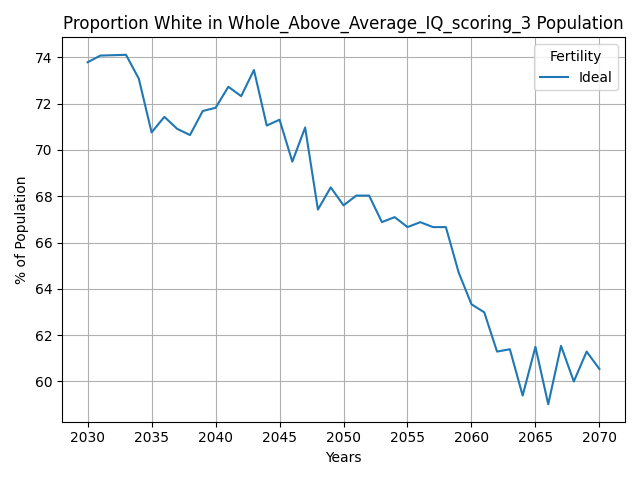 Proportion White in Whole_Above_Average_IQ_scoring_3 Population
Fertility
Ideal
% of Population
74
72
70
68
66
64
62
60
2030 2035 2040 2045 2050 2055 2060 2065 2070
Years